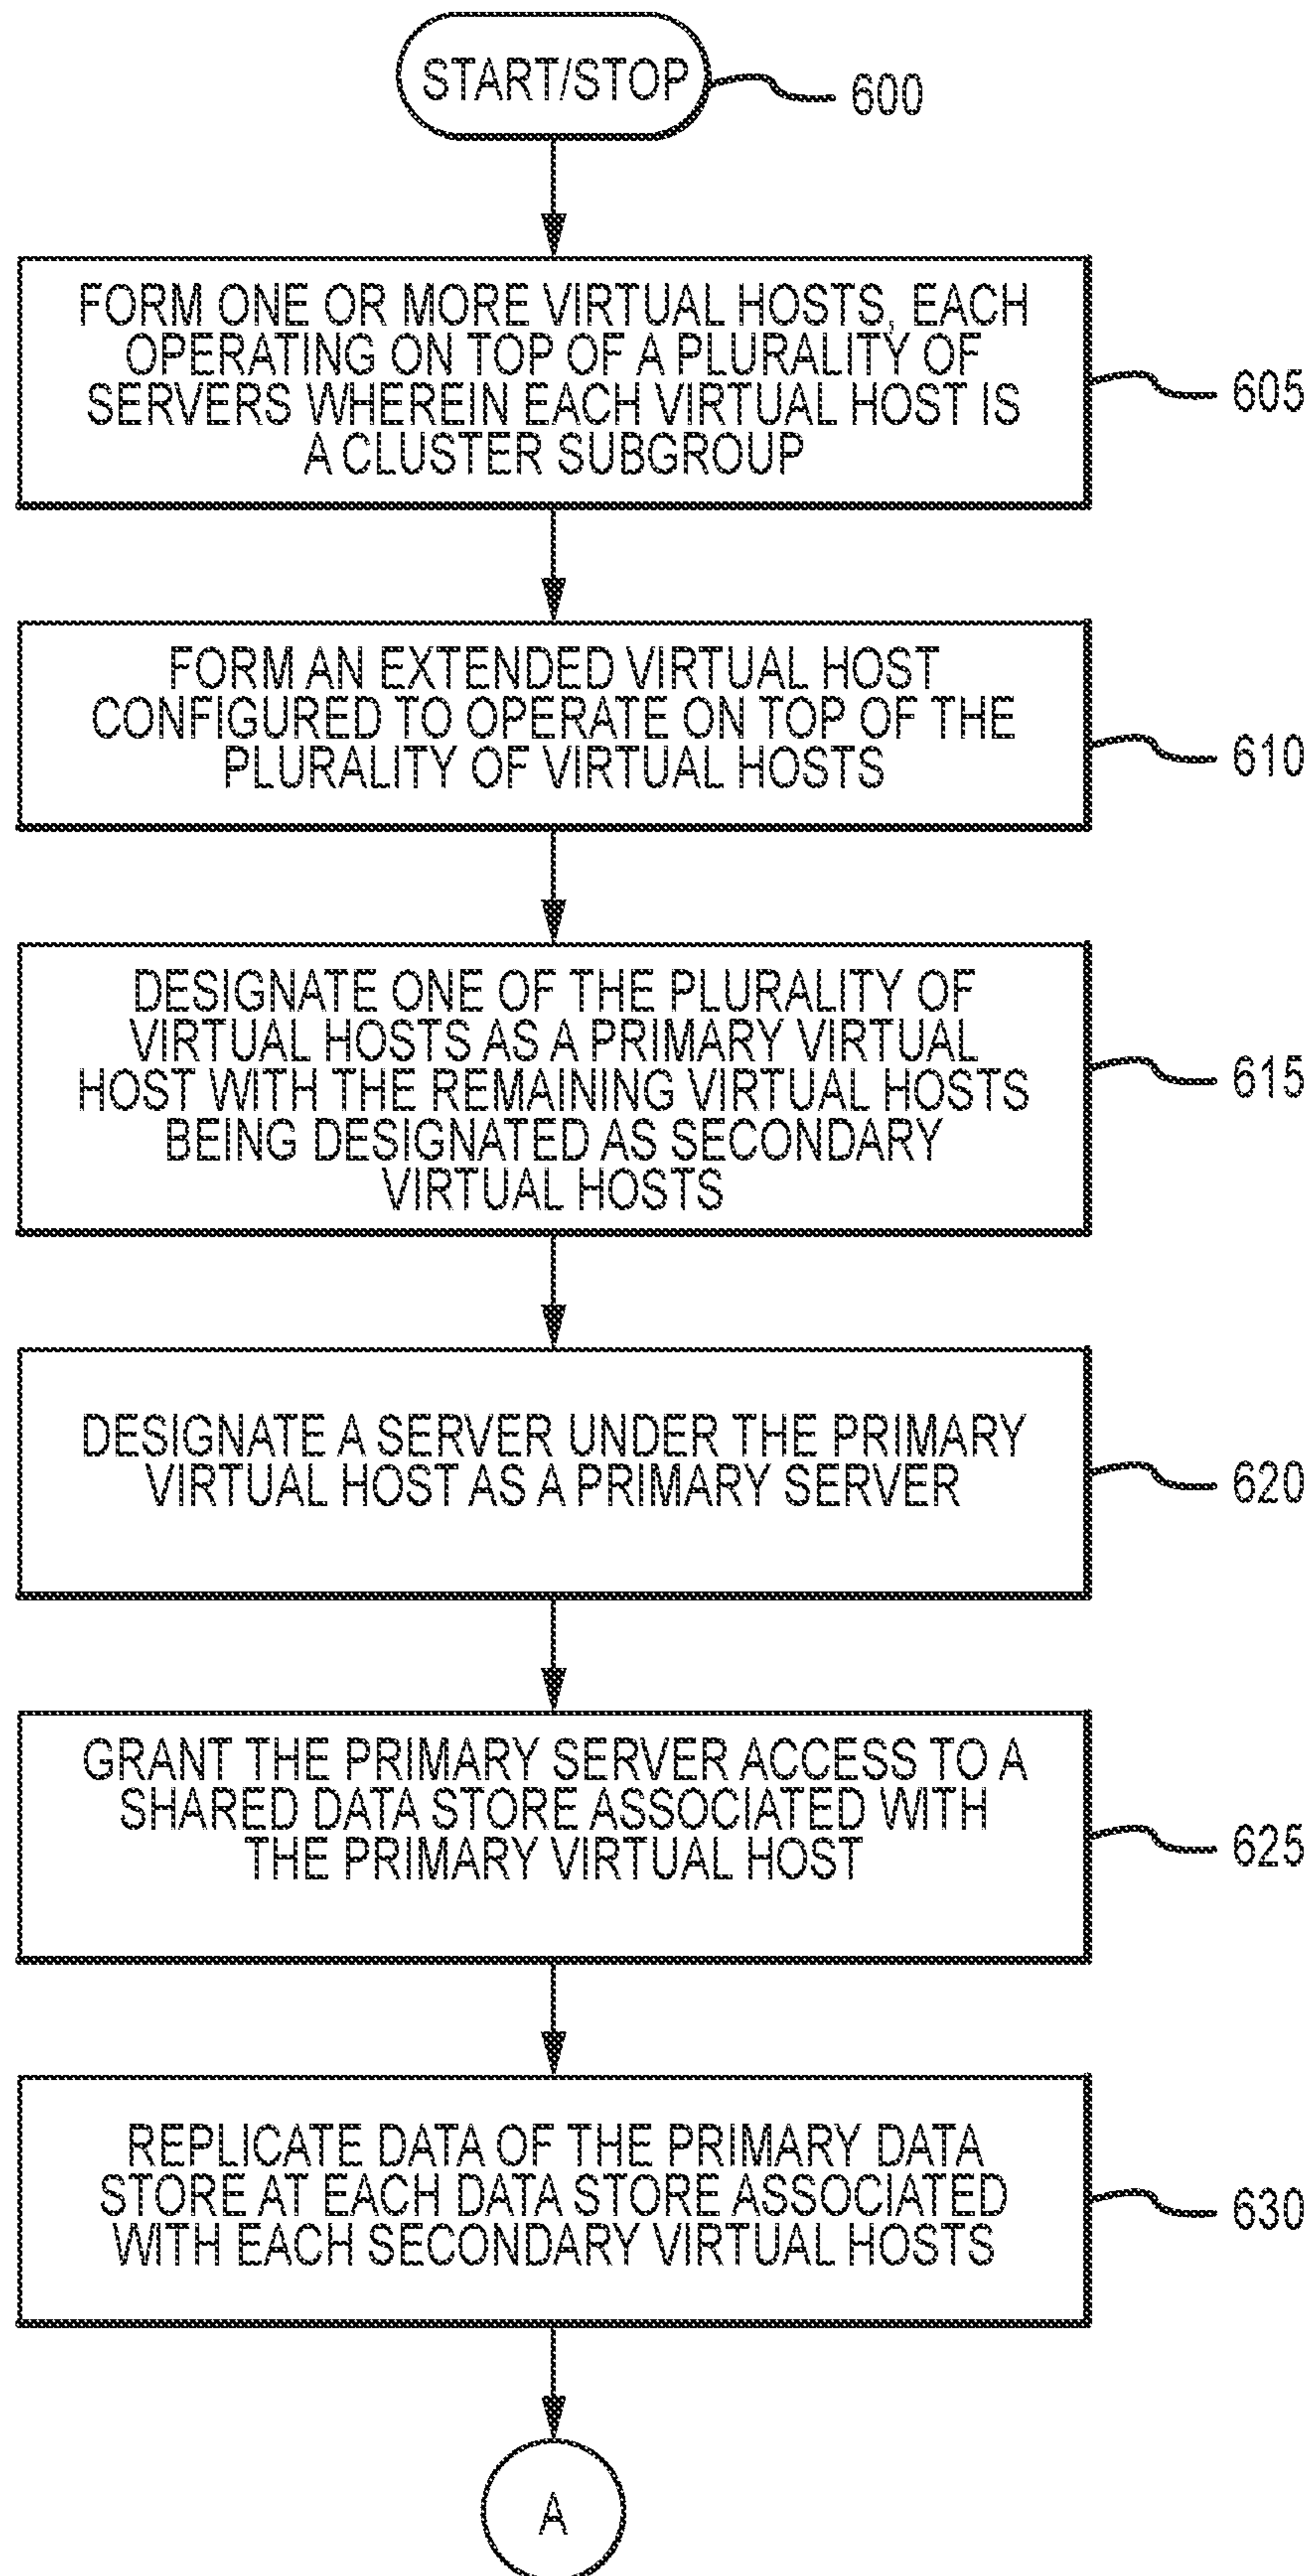 START/STOP
600
FORM ONE OR MORE VIRTUAL HOSTS, EACH
OPERATING ON TOP OF A PLURALITY OF
SERVERS WHEREIN EACH VIRTUAL HOST IS
A CLUSTER SUBGROUP
605
FORM AN EXTENDED VIRTUAL HOST
CONFIGURED TO OPERATE ON TOP OF THE
PLURALITY OF VIRTUAL HOSTS
610
DESIGNATE ONE OF THE PLURALITY OF
VIRTUAL HOSTS AS A PRIMARY VIRTUAL
HOST WITH THE REMAINING VIRTUAL HOSTS
BEING DESIGNATED AS SECONDARY
VIRTUAL HOSTS
615
DESIGNATE A SERVER UNDER THE PRIMARY
VIRTUAL HOST AS A PRIMARY SERVER
620
GRANT THE PRIMARY SERVER ACCESS TO A
SHARED DATA STORE ASSOCIATED WITH
THE PRIMARY VIRTUAL HOST
625
REPLICATE DATA OF THE PRIMARY DATA
STORE AT EACH DATA STORE ASSOCIATED
WITH EACH SECONDARY VIRTUAL HOSTS
630
A